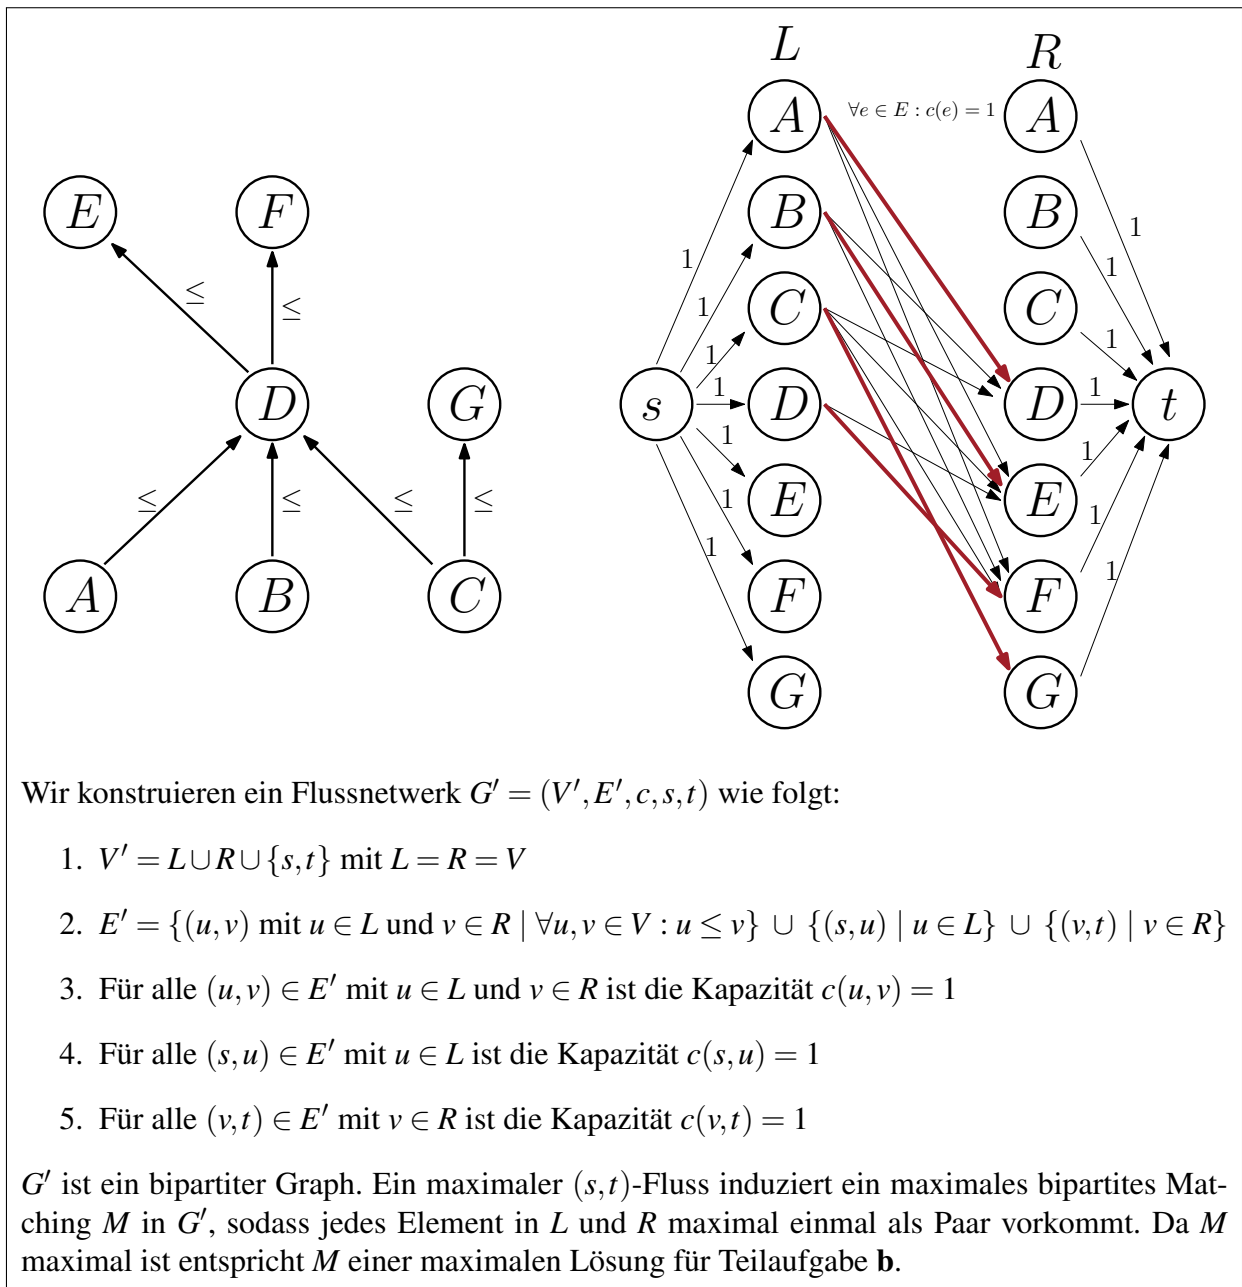 L R
A ∀e ∈ E : c(e) = 1 A
E F B B
1 1
≤ ≤ 1 C C 1
1 1
D G s 1 D D 1 t
1 1
≤ ≤ ≤ ≤ 1 E E 1
A B C 1 F F 1
G G
Wir konstruieren ein Flussnetwerk G′ = (V′,E′,c,s,t) wie folgt:
1. V′ = L∪R∪{s,t} mit L = R = V
2. E′ = {(u,v) mit u ∈ L und v ∈ R | ∀u,v ∈ V : u ≤ v} ∪ {(s,u) | u ∈ L} ∪ {(v,t) | v ∈ R}
3. Für alle (u,v) ∈ E′ mit u ∈ L und v ∈ R ist die Kapazität c(u,v) = 1
4. Für alle (s,u) ∈ E′ mit u ∈ L ist die Kapazität c(s,u) = 1
5. Für alle (v,t) ∈ E′ mit v ∈ R ist die Kapazität c(v,t) = 1
G′ ist ein bipartiter Graph. Ein maximaler (s,t)-Fluss induziert ein maximales bipartites Mat-
ching M in G′, sodass jedes Element in L und R maximal einmal als Paar vorkommt. Da M
maximal ist entspricht M einer maximalen Lösung für Teilaufgabe b.